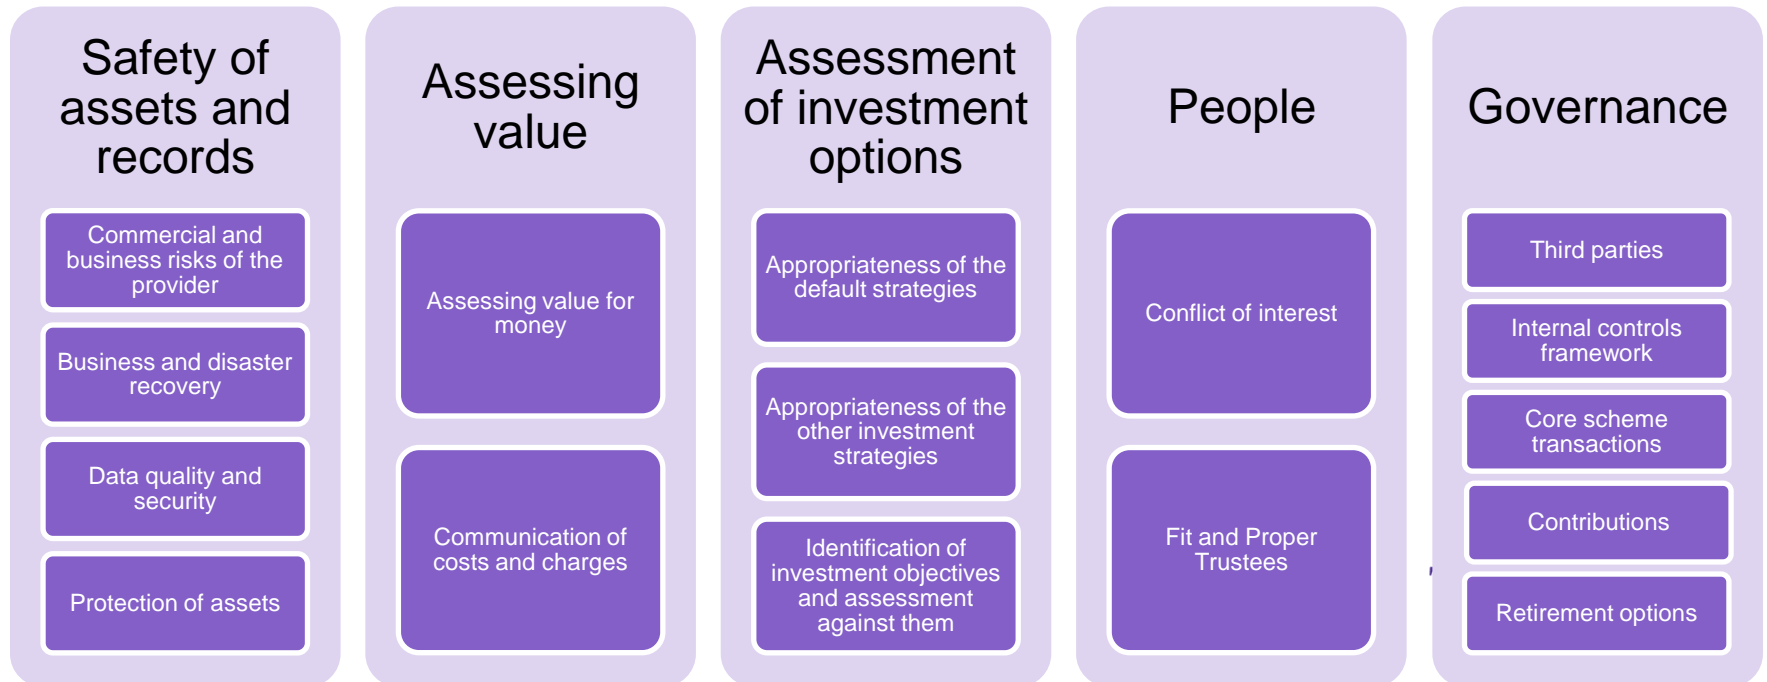 Safety of
assets and
records
Commercial and
business risks of the
provider
Business and disaster
recovery
Data quality and
security
Protection of assets
Assessing
value
Assessing value for
money
Communication of
costs and charges
Assessment
of investment
options
Appropriateness of the
default strategies
Appropriateness of the
other investment
strategies
Identification of
investment objectives
and assessment
against them
People
Conflict of interest
Fit and Proper
Trustees
Governance
Third parties
Internal controls
framework
Core scheme
transactions
Contributions
Retirement options